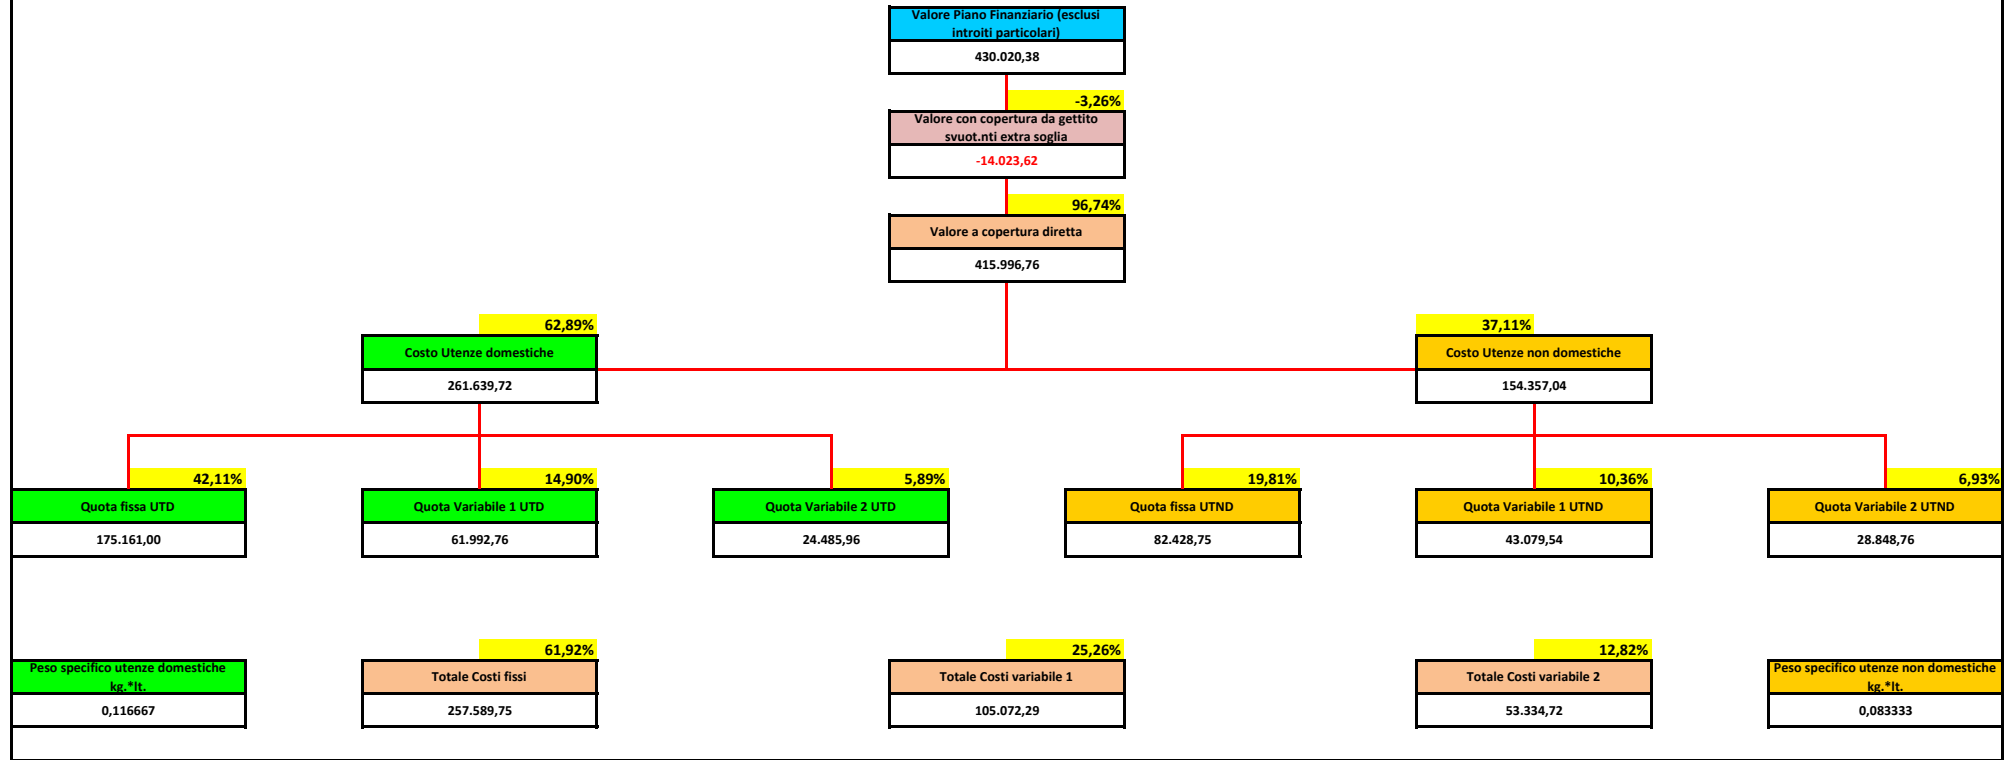 Valore Piano Finanziario (esclusi
introiti particolari)
430.020,38
-3,26%
Valore con copertura da gettito
svuot.nti extra soglia
-14.023,62
96,74%
Valore a copertura diretta
415.996,76
62,89%
37,11%
Costo Utenze domestiche
Costo Utenze non domestiche
261.639,72
154.357,04
42,11%
14,90%
5,89%
19,81%
10,36%
6,93%
Quota fissa UTD
Quota Variabile 1 UTD
Quota Variabile 2 UTD
Quota fissa UTND
Quota Variabile 1 UTND
Quota Variabile 2 UTND
175.161,00
61.992,76
24.485,96
82.428,75
43.079,54
28.848,76
61,92%
25,26%
12,82%
Peso specifico utenze domestiche
kg.*lt.
Totale Costi fissi
Totale Costi variabile 1
Totale Costi variabile 2
Peso specifico utenze non domestiche
kg.*lt.
0,116667
257.589,75
105.072,29
53.334,72
0,083333